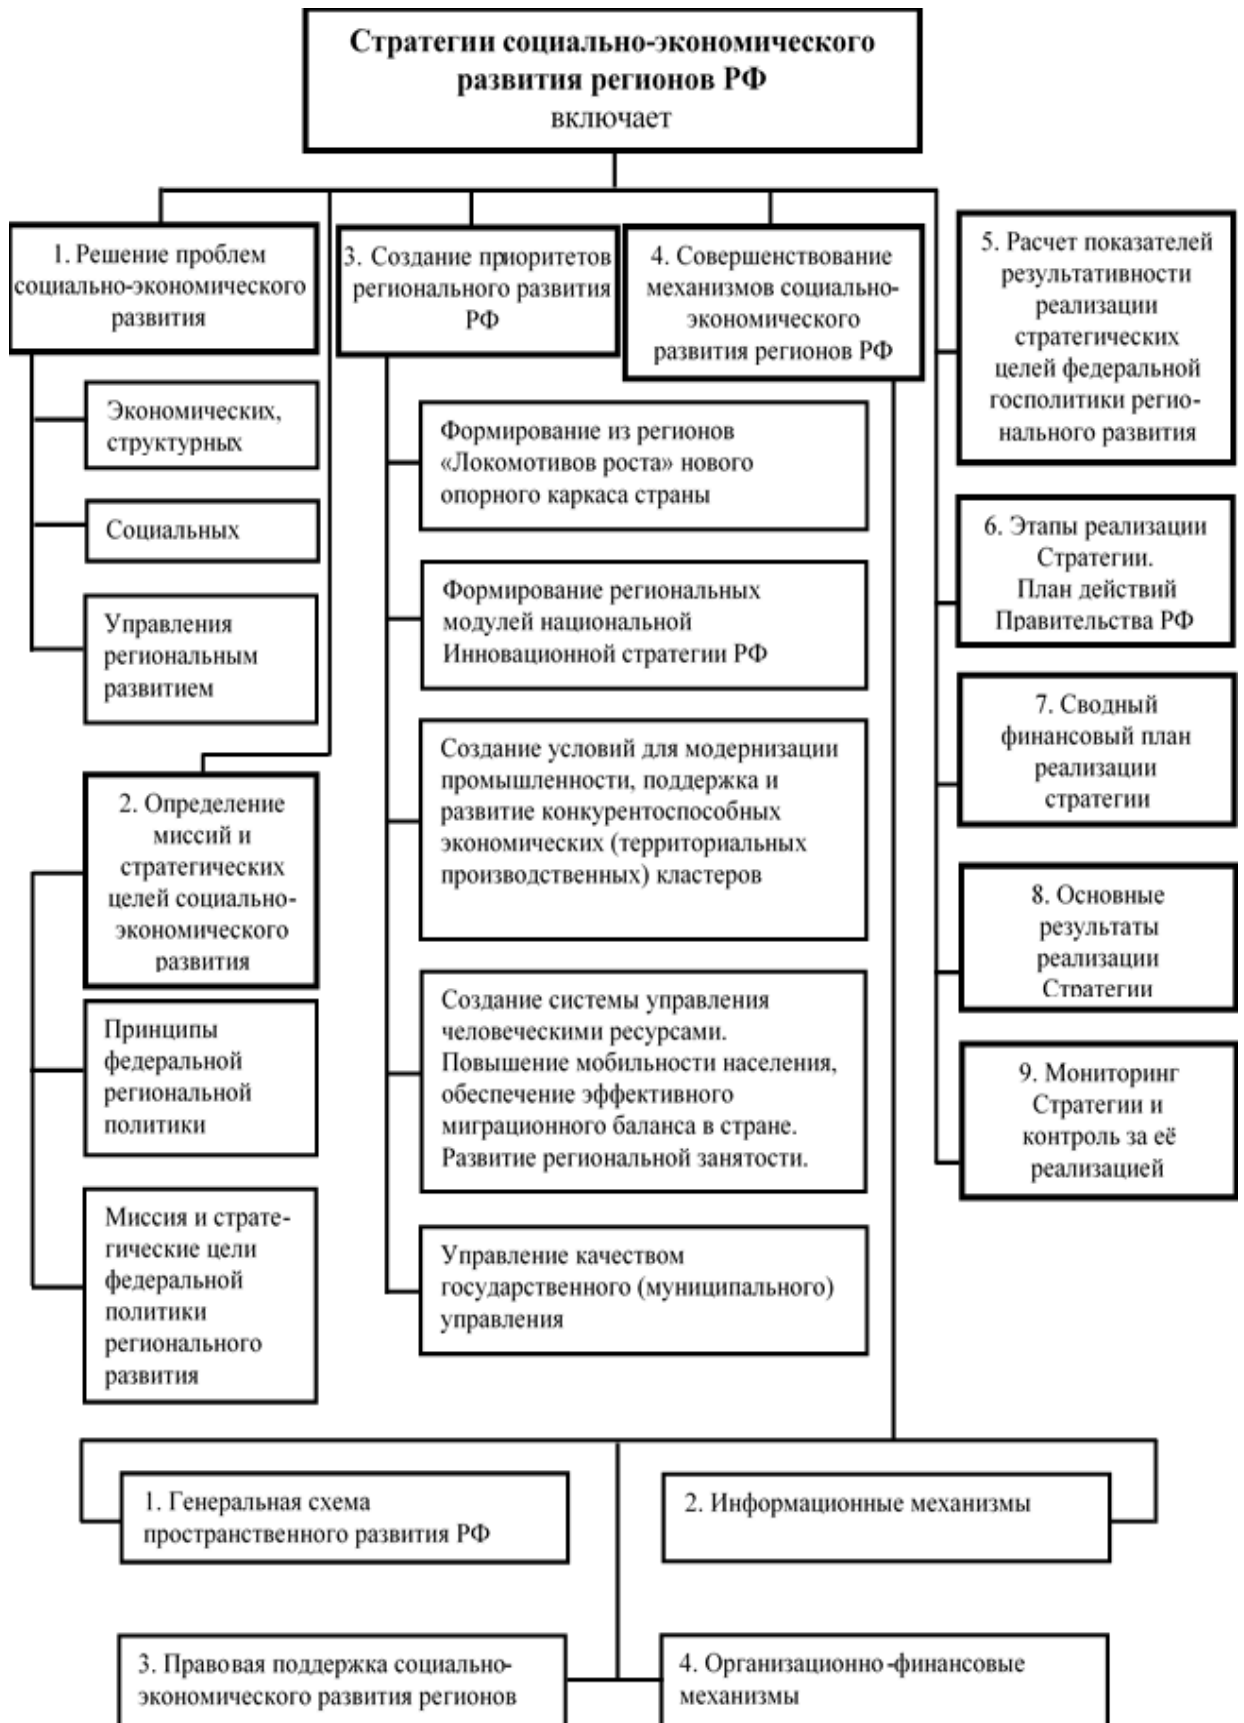 Стратегии социально-экономического
развития регионов РФ
включает
1. Решение проблем
социально-экономического
развития
Экономических,
структурных
Социальных
Управления
региональным
развитием
2. Определение
миссий и
стратегических
целей социально-
экономического
развития
Принципы
федеральной
региональной
политики
Миссия и страте-
гические цели
федеральной
политики
регионального
развития
3. Создание приоритетов
регионального развития
РФ
Формирование из регионов
«Локомотивов роста» нового
опорного каркаса страны
Формирование региональных
модулей национальной
Инновационной стратегии РФ
Создание условий для модернизации
промышленности, поддержка и
развитие конкурентоспособных
экономических (территориальных
производственных) кластеров
Создание системы управления
человеческими ресурсами.
Повышение мобильности населения,
обеспечение эффективного
миграционного баланса в стране.
Развитие региональной занятости.
Управление качеством
государственного (муниципального)
управления
4. Совершенствование
механизмов социально-
экономического
развития регионов РФ
1. Генеральная схема
пространственного развития РФ
2. Информационные механизмы
3. Правовая поддержка социально-
экономического развития регионов
4. Организационно-финансовые
механизмы
5. Расчет показателей
результативности
реализации
стратегических
целей федеральной
госполитики регио-
нального развития
6. Этапы реализации
Стратегии.
План действий
Правительства РФ
7. Сводный
финансовый план
реализации
стратегии
8. Основные
результаты
реализации
Стратегии
9. Мониторинг
Стратегии и
контроль за её
реализацией